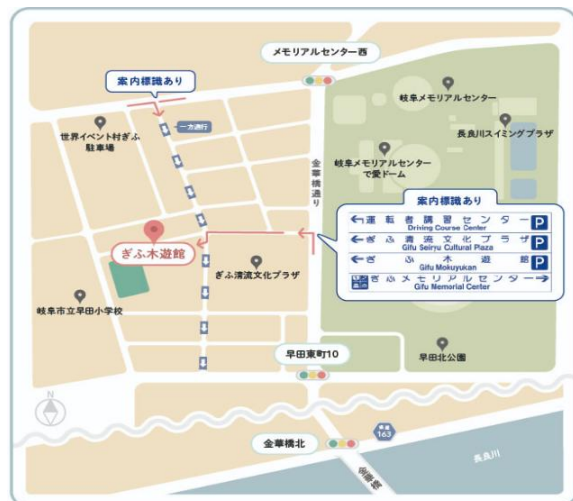 メモリアルセンター西
案内標識あり
岐阜メモリアルセンター
一方通行
世界イベント村ぎふ
駐車場
長良川スイミングプラザ
岐阜メモリアルセンター
で愛ドーム
金華橋通り
案内標識あり
運転者講習センター P
Driving Course Center
ぎふ清流文化プラザ P
Gifu Seiryu Cultural Plaza
ぎふ木遊館 P
Gifu Mokuyukan
ぎふメモリアルセンター
Gifu Memorial Center
ぎふ木遊館
ぎふ清流文化プラザ
岐阜市立早田小学校
早田東町10
早田北公園
N
金華橋北
163
長良川
金華橋